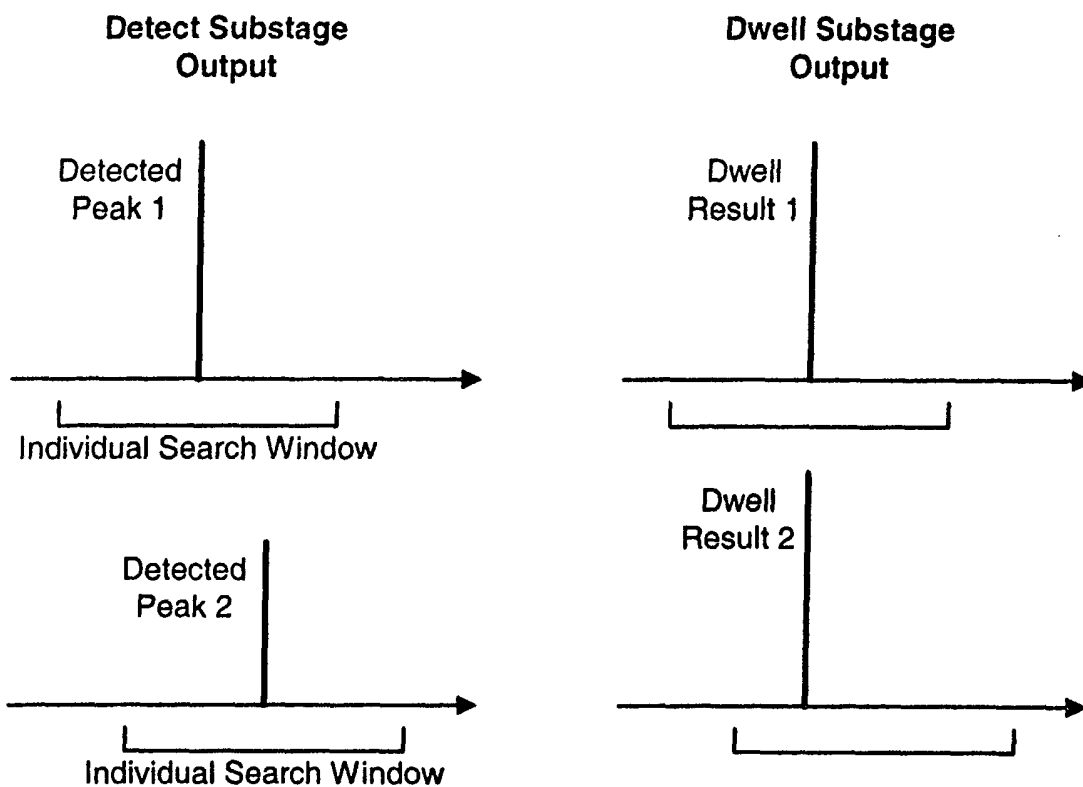 Detect Substage
Output
Dwell Substage
Output
Detected
Peak 1
Dwell
Result 1
Individual Search Window
Detected
Peak 2
Dwell
Result 2
Individual Search Window